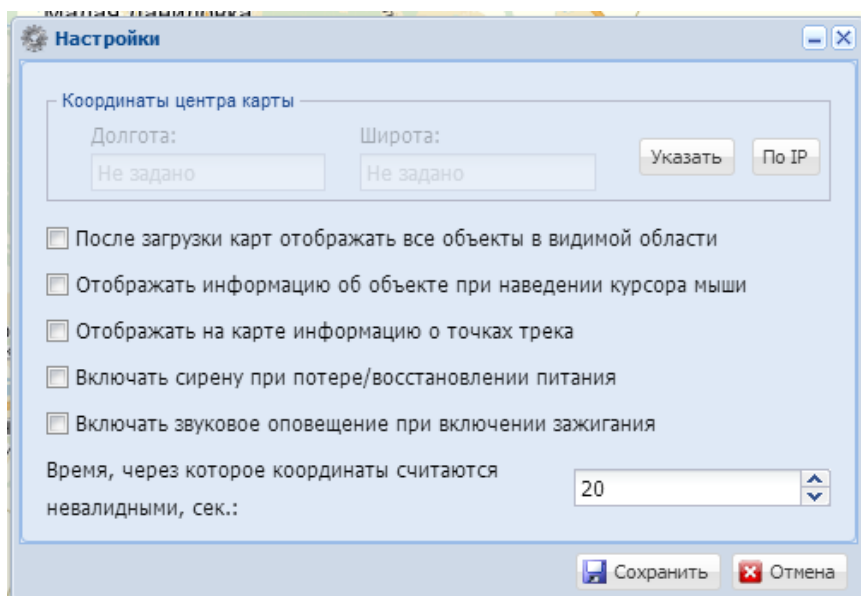 Малая Даниловка
Настройки
Координаты центра карты
Долгота: Широта:
Не задано Не задано Указать По IP
После загрузки карт отображать все объекты в видимой области
Отображать информацию об объекте при наведении курсора мыши
Отображать на карте информацию о точках трека
Включать сирену при потере/восстановлении питания
Включать звуковое оповещение при включении зажигания
Время, через которое координаты считаются
невалидными, сек.: 20
Сохранить Отмена